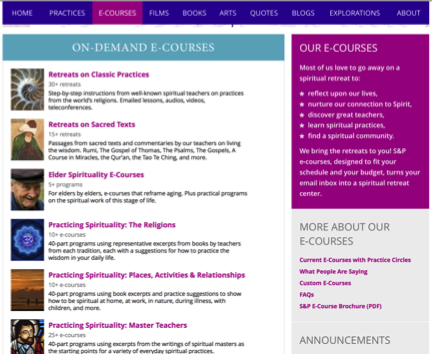 HOME PRACTICES E-COURSES FILMS BOOKS ARTS QUOTES BLOGS EXPLORATIONS ABOUT
ON-DEMAND E-COURSES
Retreats on Classic Practices
30+ retreats
Step-by-step instructions from well-known spiritual teachers on practices
from the world's religions. Emailed lessons, audios, videos,
teleconferences.
Retreats on Sacred Texts
15+ retreats
Passages from sacred texts and commentaries by our teachers on living
the wisdom. Rumi, The Gospel of Thomas, The Psalms, The Gospels, A
Course in Miracles, the Qur'an, the Tao Te Ching, and more.
Elder Spirituality E-Courses
5+ programs
For elders by elders, e-courses that reframe aging. Plus practical programs
on the spiritual work of this stage of life.
Practicing Spirituality: The Religions
10+ e-courses
40-part programs using representative excerpts from books by teachers
from each tradition, each with a suggestions for how to practice the
wisdom in your daily life.
Practicing Spirituality: Places, Activities & Relationships
10+ e-courses
40-part programs using book excerpts and practice suggestions to show
how to be spiritual at home, at work, in nature, during illness, with
children, and more.
Practicing Spirituality: Master Teachers
25+ e-courses
40-part programs using excerpts from the writings of spiritual masters as
the starting points for a variety of everyday spiritual practices.
OUR E-COURSES
Most of us love to go away on a
spiritual retreat to:
★ reflect upon our lives,
★ nurture our connection to Spirit,
★ discover great teachers,
★ learn spiritual practices,
★ find a spiritual community.
We bring the retreats to you! S&P
e-courses, designed to fit your
schedule and your budget, turns your
email inbox into a spiritual retreat
center.
MORE ABOUT OUR
E-COURSES
Current E-Courses with Practice Circles
What People Are Saying
Custom E-Courses
FAQs
S&P E-Course Brochure (PDF)
ANNOUNCEMENTS